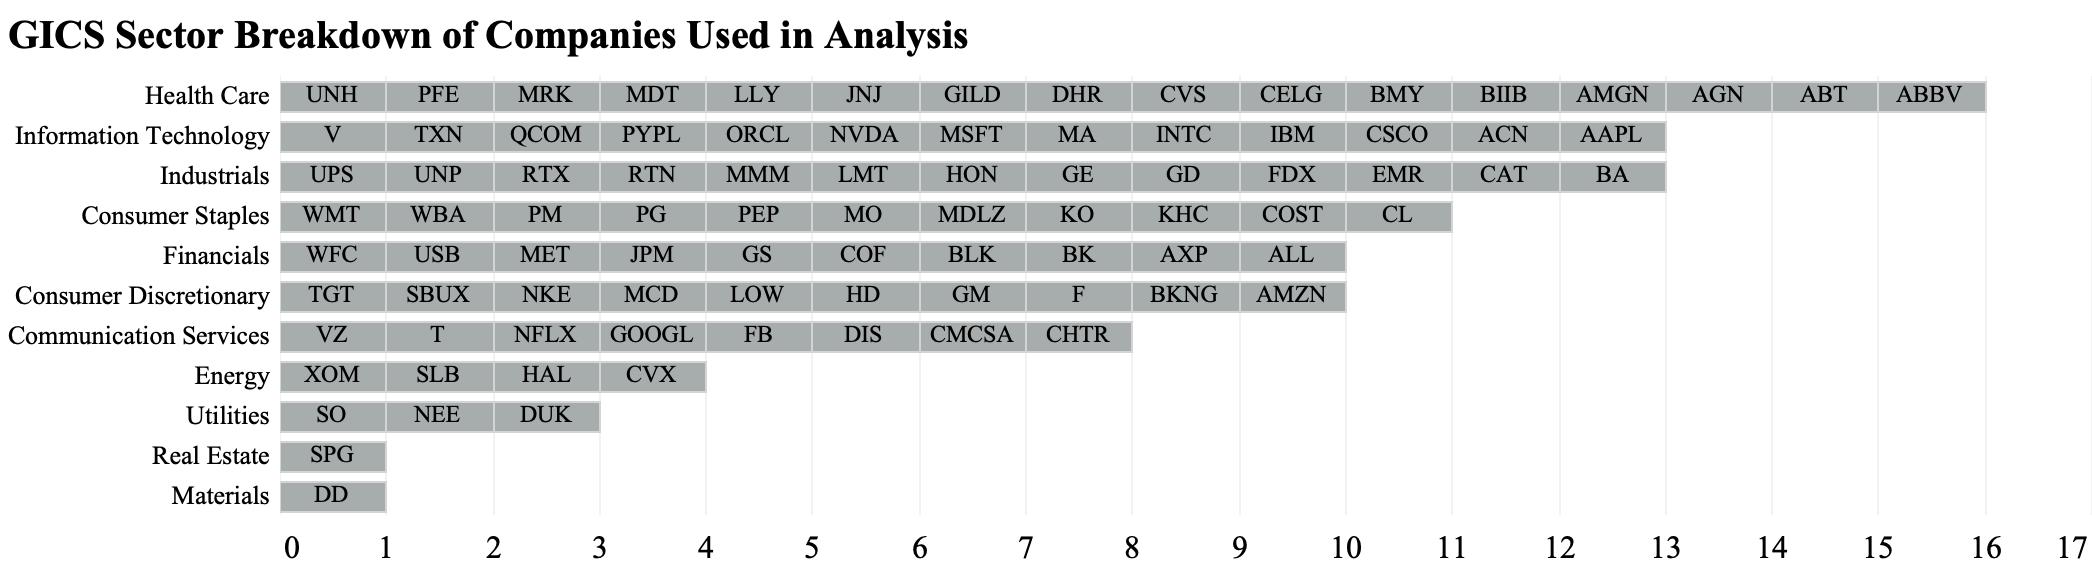 GICS Sector Breakdown of Companies Used in Analysis
Health Care UNH PFE MRK MDT LLY JNJ GILD DHR CVS CELG BMY BIIB AMGN AGN ABT ABBV
Information Technology V TXN QCOM PYPL ORCL NVDA MSFT MA INTC IBM CSCO ACN AAPL
Industrials UPS UNP RTX RTN MMM LMT HON GE GD FDX EMR CAT BA
Consumer Staples WMT WBA PM PG PEP MO MDLZ KO KHC COST CL
Financials WFC USB MET JPM GS COF BLK BK AXP ALL
Consumer Discretionary TGT SBUX NKE MCD LOW HD GM F BKNG AMZN
Communication Services VZ T NFLX GOOGL FB DIS CMCSA CHTR
Energy XOM SLB HAL CVX
Utilities SO NEE DUK
Real Estate SPG
Materials DD
0 1 2 3 4 5 6 7 8 9 10 11 12 13 14 15 16 17